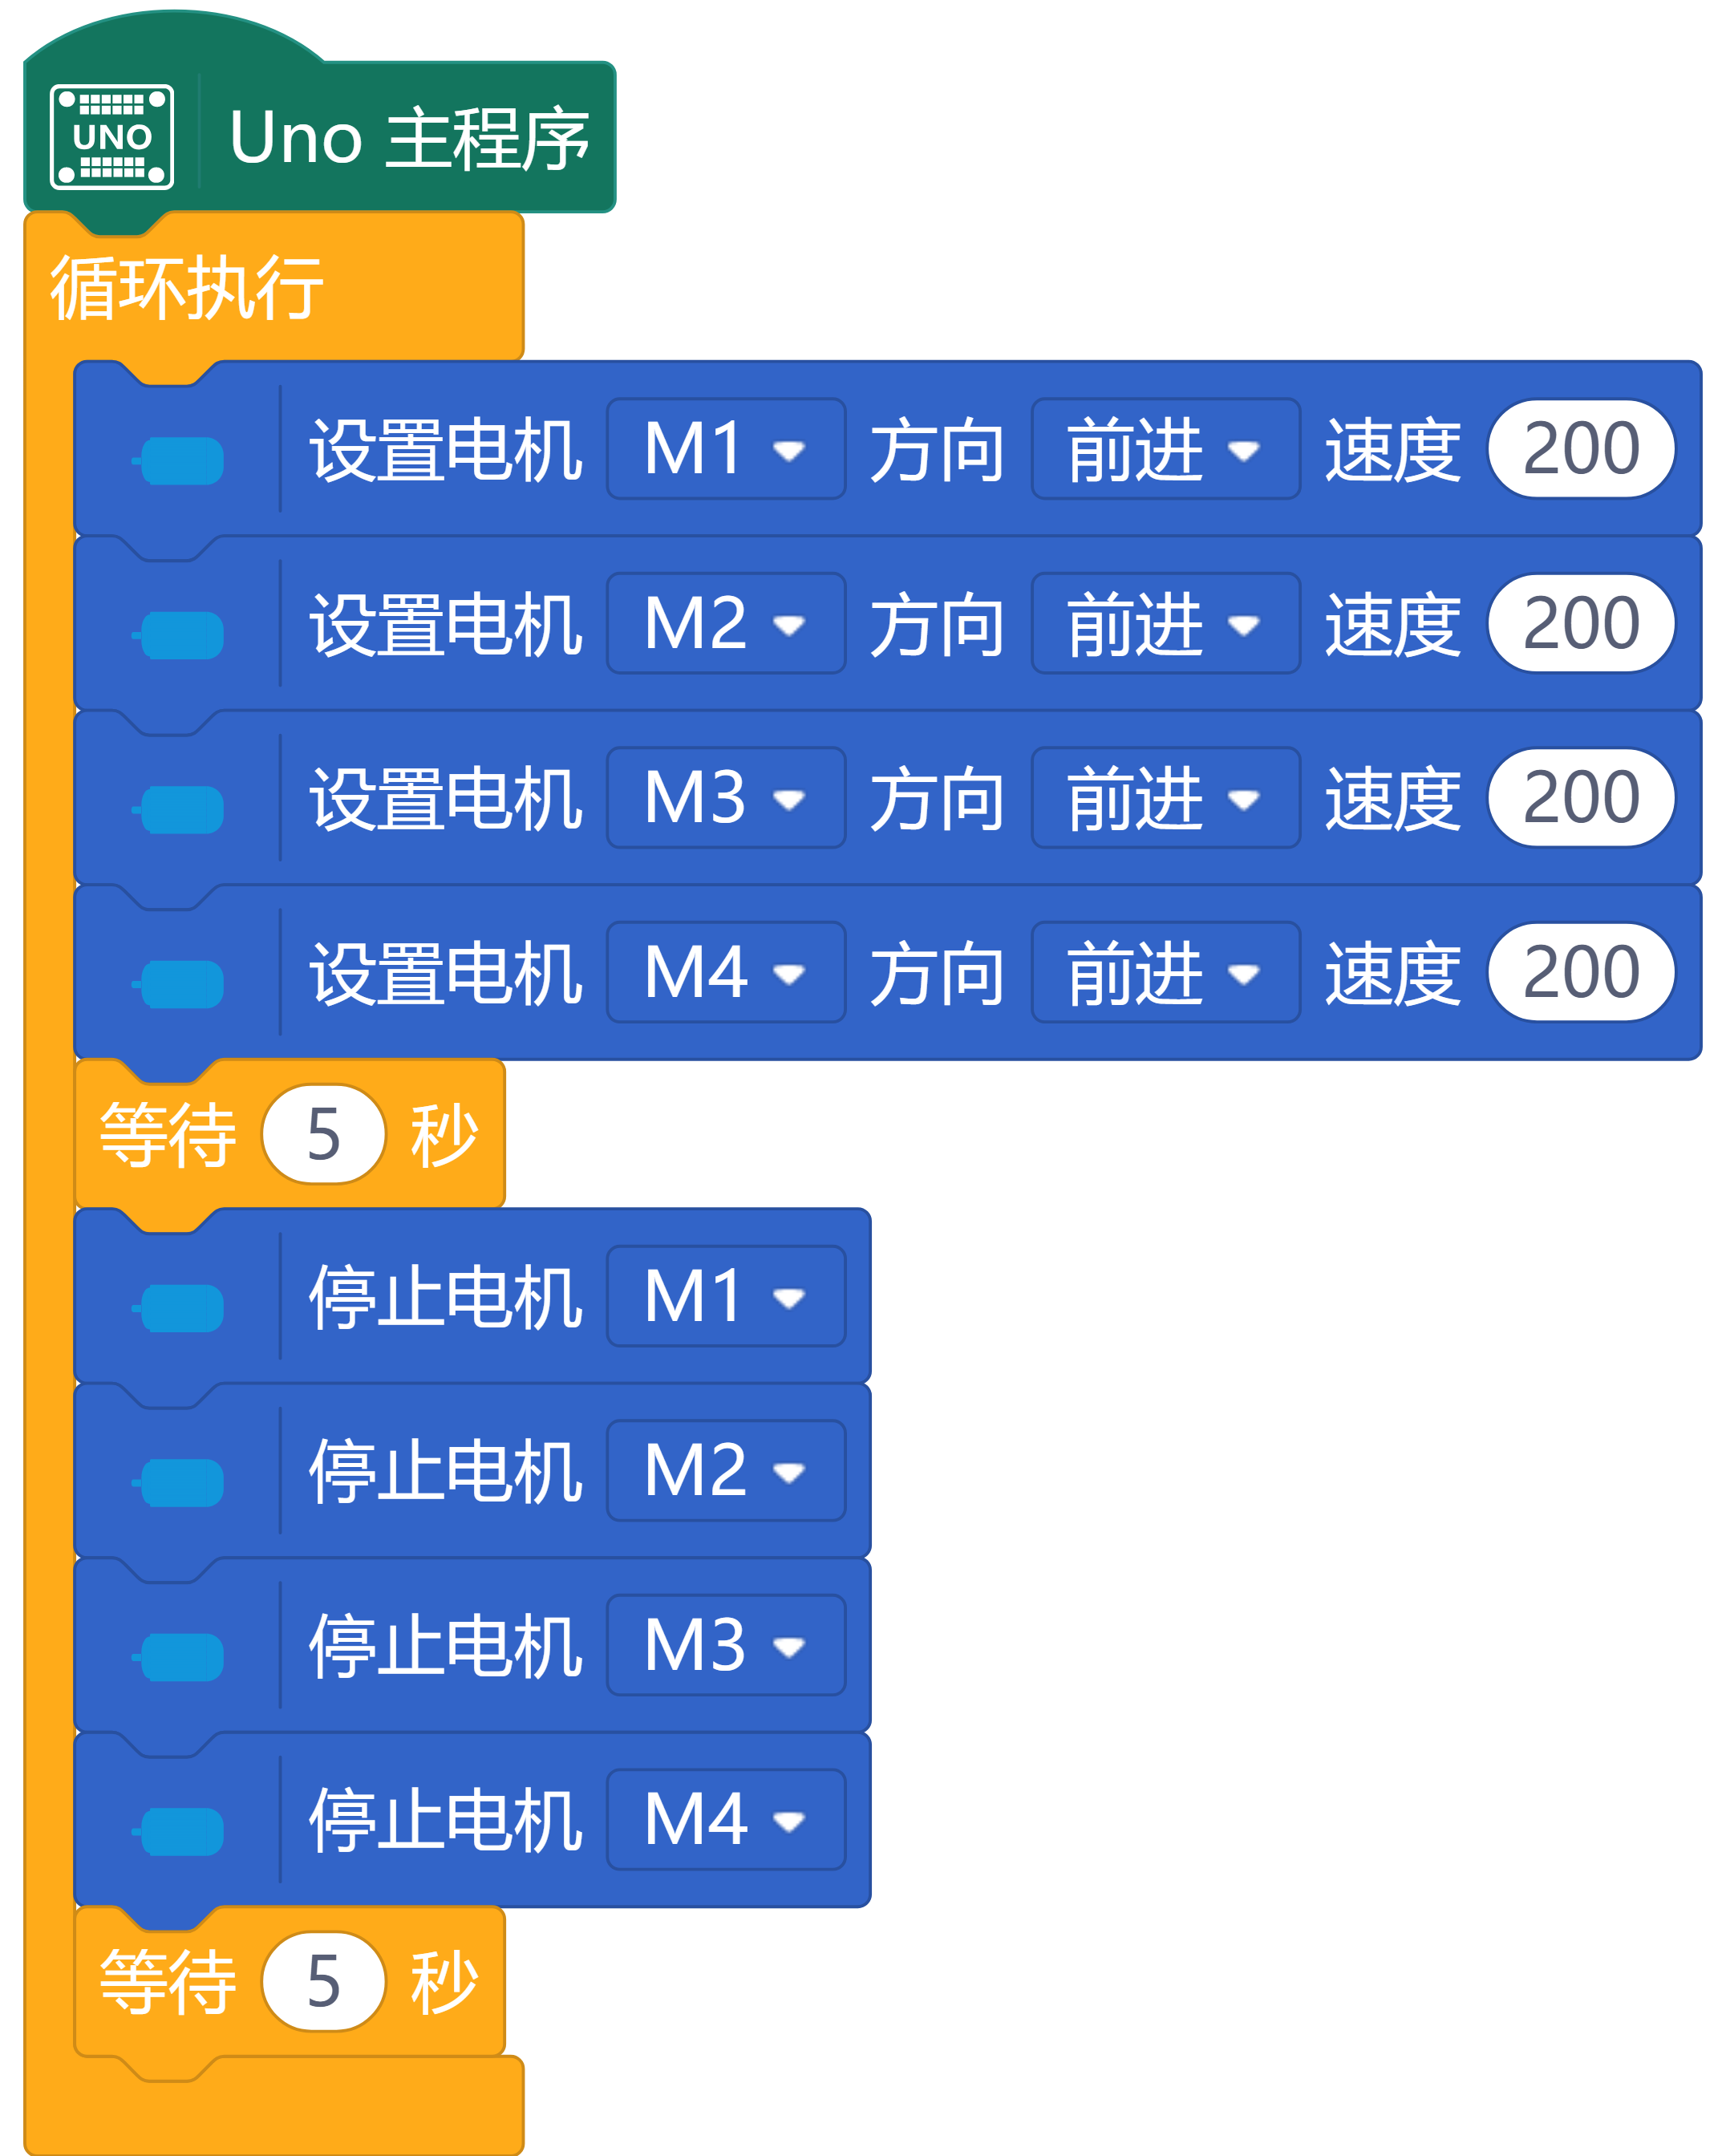 UNO
Uno 主程序
循环执行
设置电机 M1 方向 前进 速度 200
设置电机 M2 方向 前进 速度 200
设置电机 M3 方向 前进 速度 200
设置电机 M4 方向 前进 速度 200
等待 5 秒
停止电机 M1
停止电机 M2
停止电机 M3
停止电机 M4
等待 5 秒